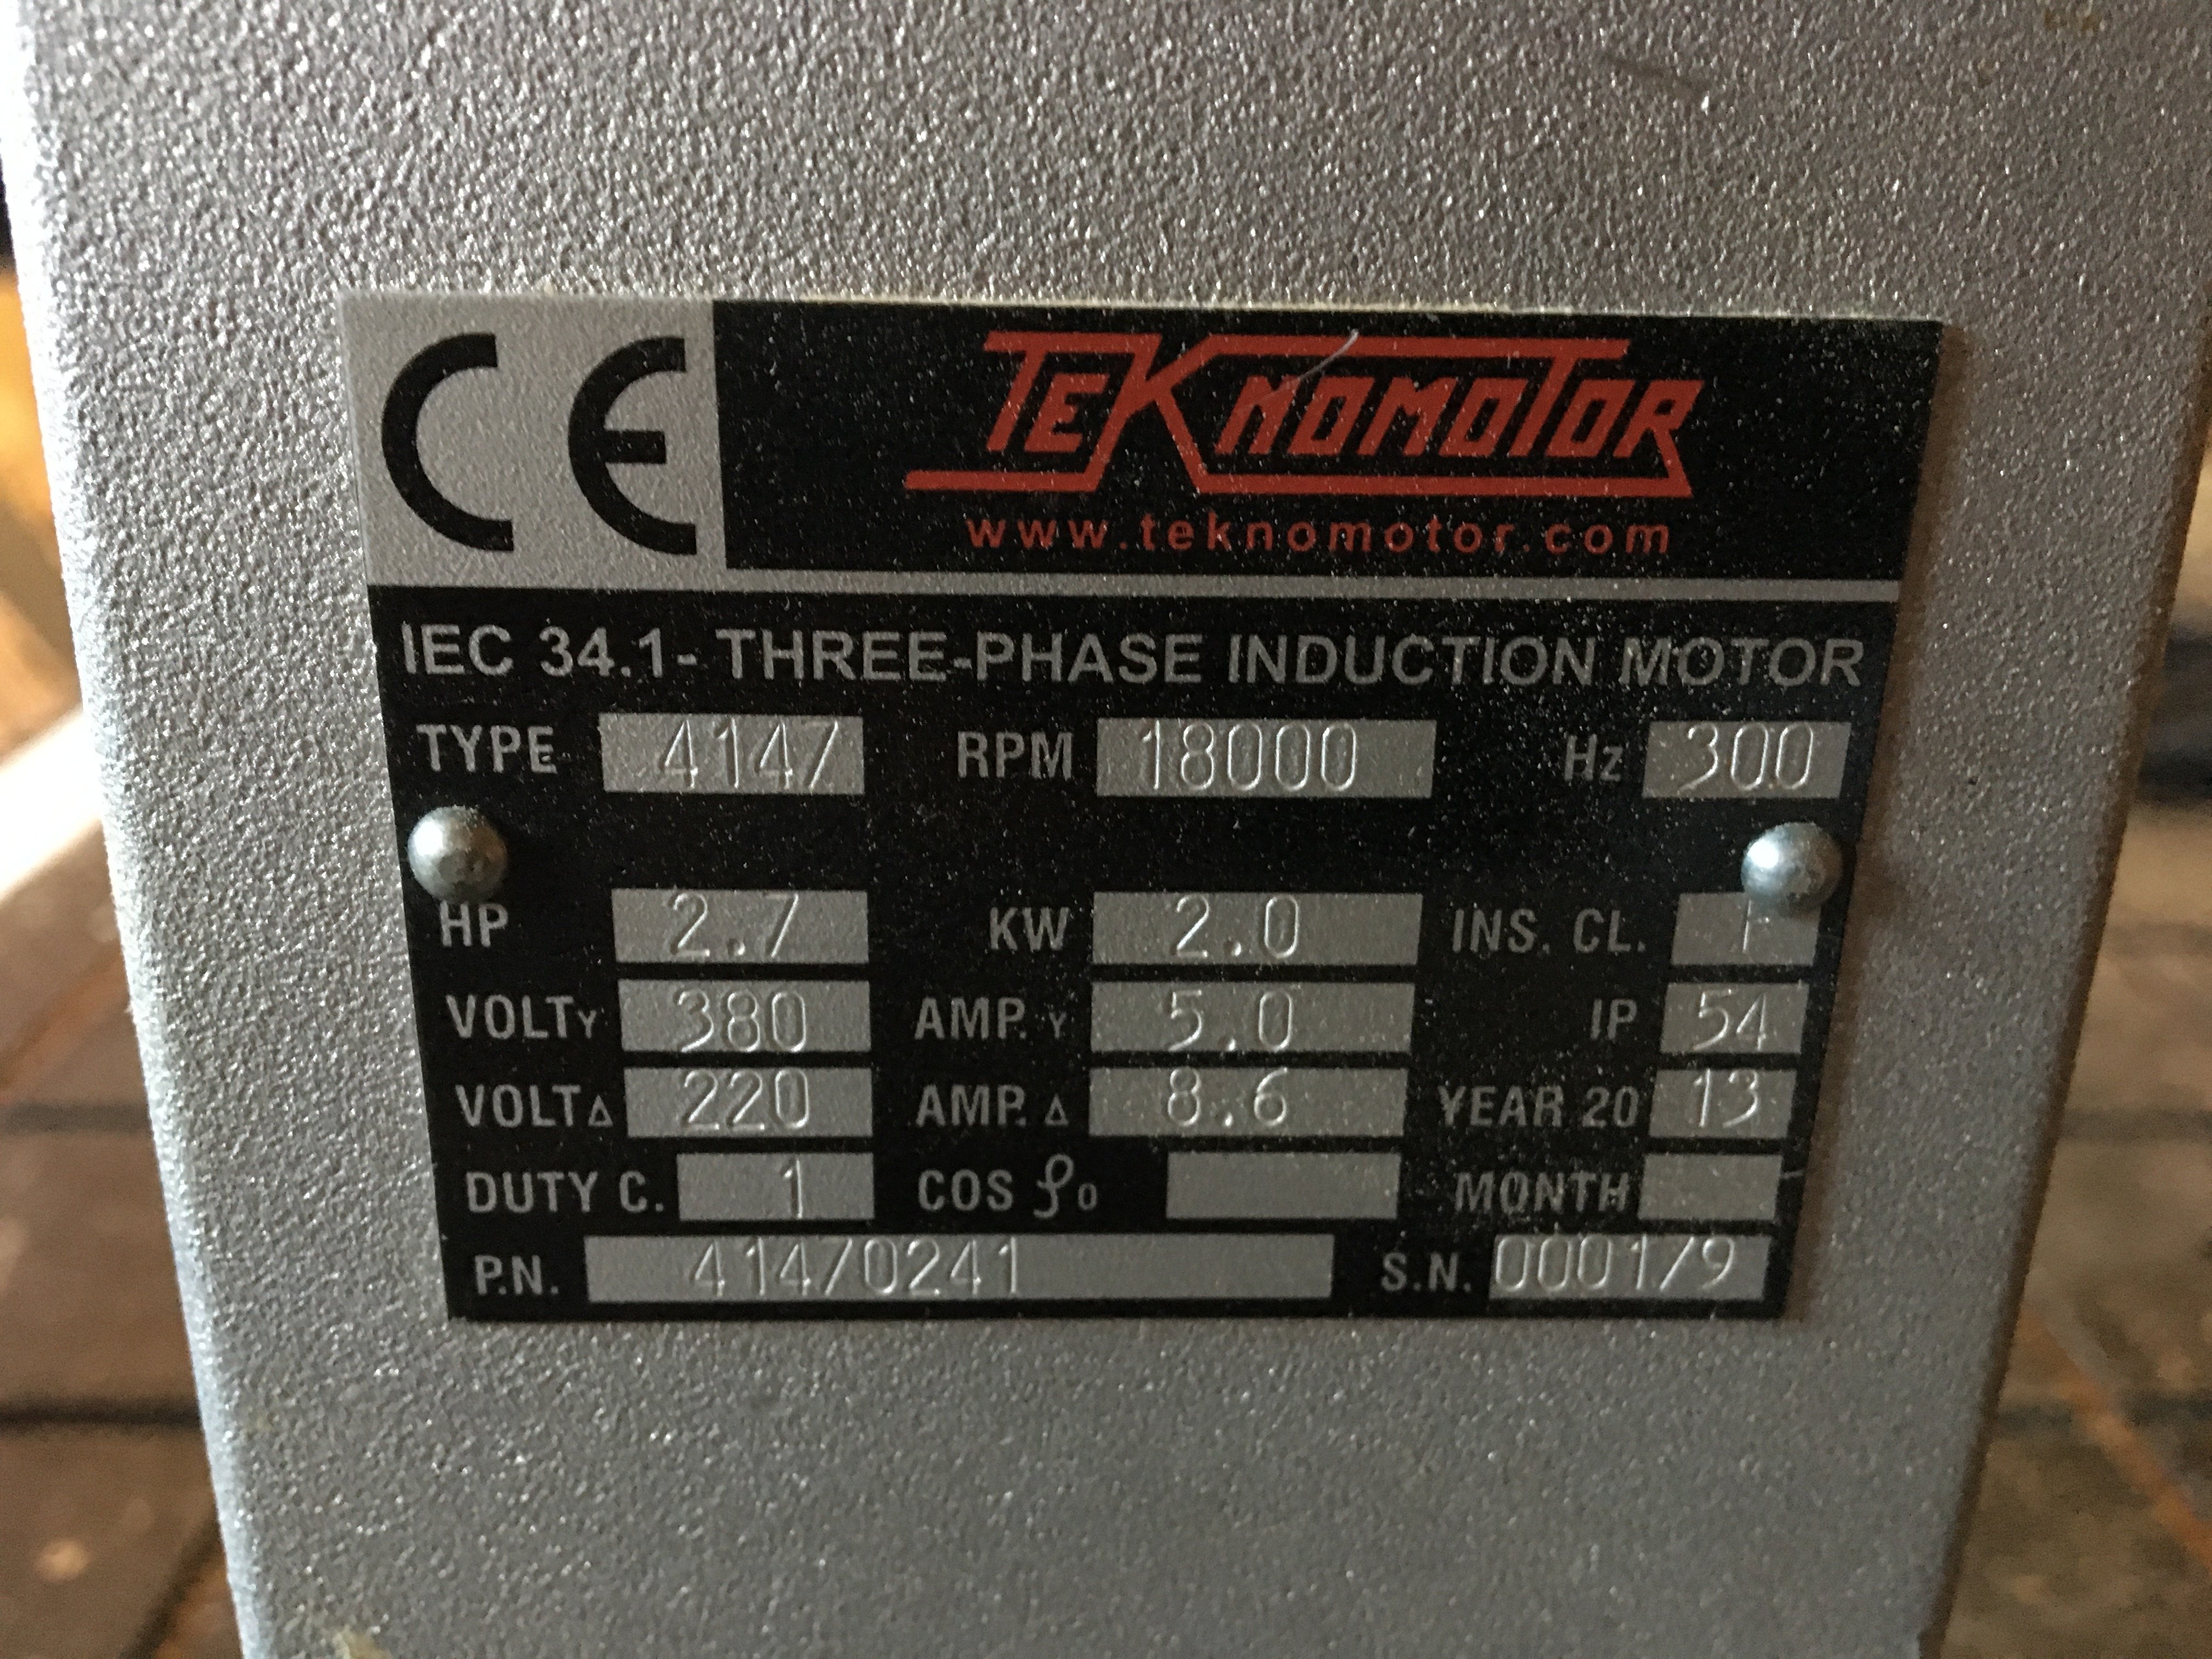 CE
TEKNOMOTOR
www.teknomotor.com
IEC 34.1- THREE-PHASE INDUCTION MOTOR
TYPE 4147 RPM 18000 Hz 300
HP 2.7 KW 2.0 INS. CL. F
VOLTY 380 AMP. Y 5.0 IP 54
VOLTΔ 220 AMP. Δ 8.6 YEAR 20 13
DUTY C. 1 COS φ0 MONTH
P.N. 41470241 S.N. 000179